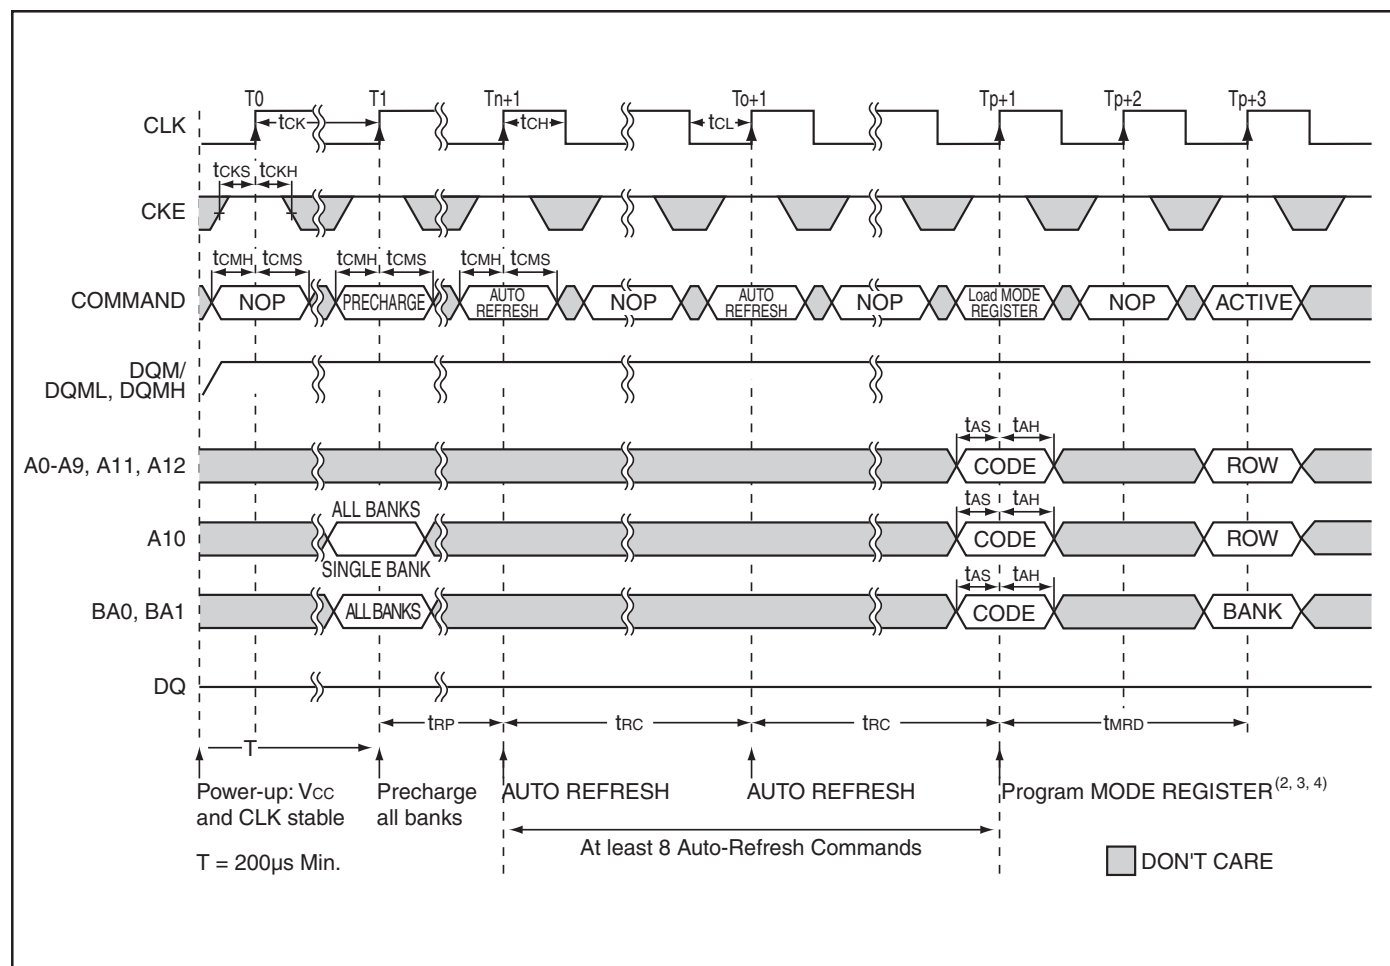 T0 T1 Tn+1 To+1 Tp+1 Tp+2 Tp+3
CLK tCK tCH tCL
tCKS tCKH
CKE
tCMH tCMS tCMH tCMS tCMH tCMS
COMMAND NOP PRECHARGE AUTO REFRESH NOP AUTO REFRESH NOP Load MODE REGISTER NOP ACTIVE
DQM/
DQML, DQMH
tAS tAH
A0-A9, A11, A12 CODE ROW
ALL BANKS tAS tAH
A10 CODE ROW
SINGLE BANK tAS tAH
BA0, BA1 ALL BANKS CODE BANK
DQ
tRP tRC tRC tMRD
T
Power-up: VCC Precharge AUTO REFRESH AUTO REFRESH Program MODE REGISTER(2, 3, 4)
and CLK stable all banks
At least 8 Auto-Refresh Commands
T = 200µs Min. DON'T CARE